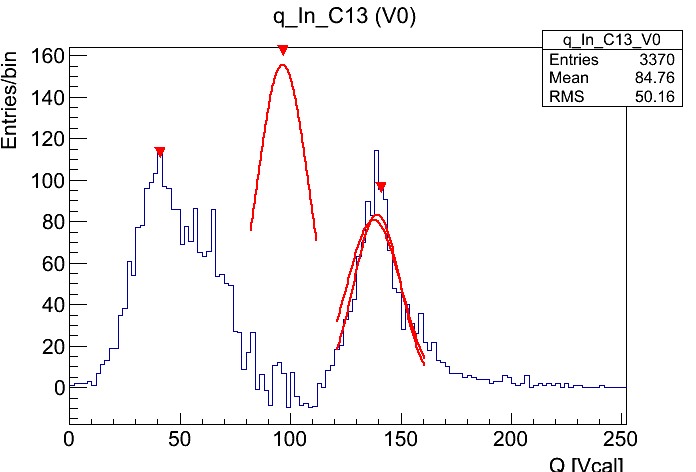 q_In_C13 (V0)
q_In_C13_V0
Entries 3370
Mean 84.76
RMS 50.16
Entries/bin
160
140
120
100
80
60
40
20
0
0 50 100 150 200 250
Q [Vcal]